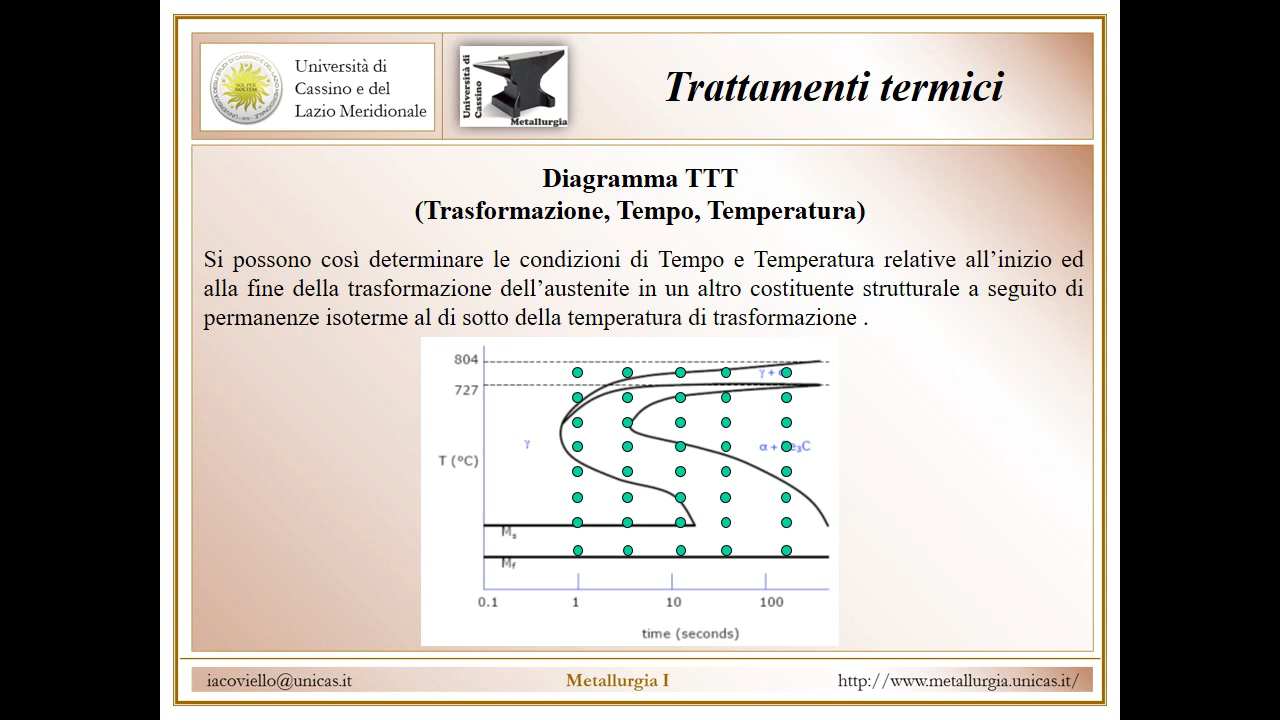 Università di
Cassino e del
Lazio Meridionale
Università di
Cassino
Metallurgia
Trattamenti termici
Diagramma TTT
(Trasformazione, Tempo, Temperatura)
Si possono così determinare le condizioni di Tempo e Temperatura relative all’inizio ed
alla fine della trasformazione dell’austenite in un altro costituente strutturale a seguito di
permanenze isoterme al di sotto della temperatura di trasformazione .
804
γ +
727
γ
α +
T (ºC)
Ms
Mf
0.1 1 10 100
time (seconds)
iacoviello@unicas.it Metallurgia I http://www.metallurgia.unicas.it/